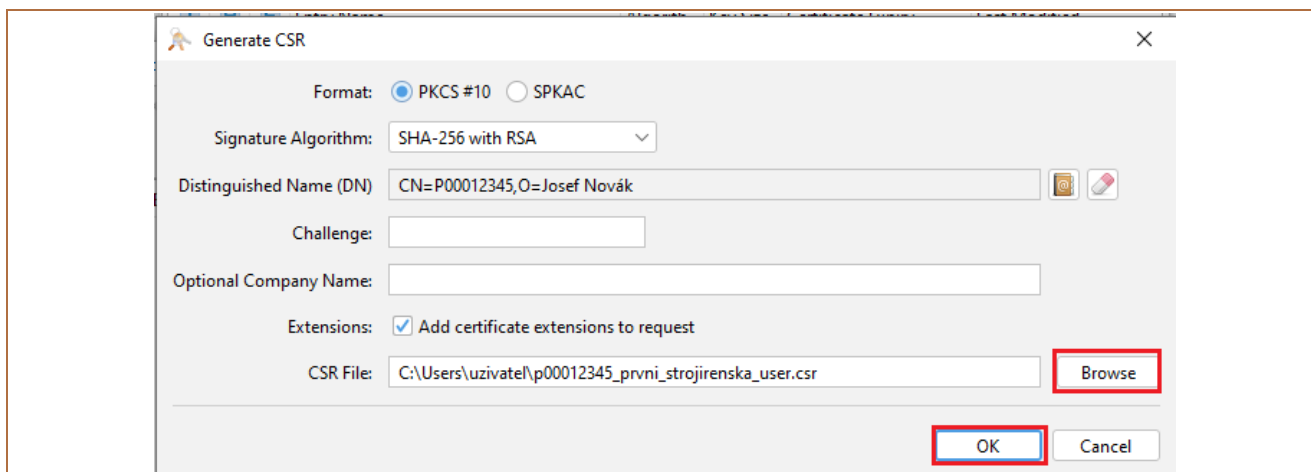 Generate CSR
Format: PKCS #10 SPKAC
Signature Algorithm: SHA-256 with RSA
Distinguished Name (DN) CN=P00012345,O=Josef Novák
Challenge:
Optional Company Name:
Extensions: Add certificate extensions to request
CSR File: C:\Users\uzivatel\p00012345_prvni_strojirenska_user.csr Browse
OK Cancel